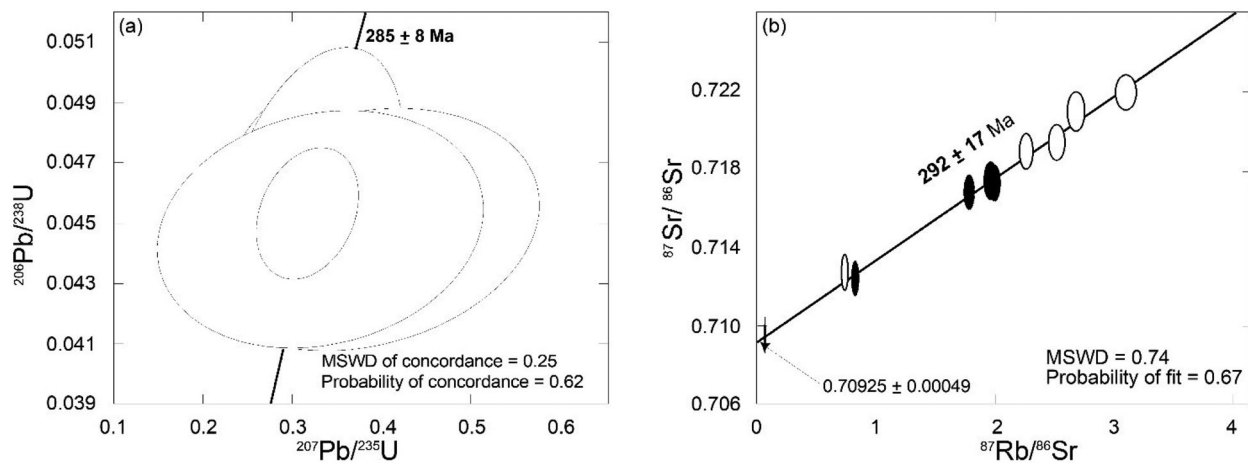 (a)
285 ± 8 Ma
0.051
0.049
0.047
0.045
0.043
0.041
0.039
²⁰⁶Pb/²³⁸U
MSWD of concordance = 0.25
Probability of concordance = 0.62
0.1
0.2
0.3
0.4
0.5
0.6
²⁰⁷Pb/²³⁵U
(b)
292 ± 17 Ma
0.722
0.718
0.714
0.710
0.706
⁸⁷Sr/ ⁸⁶Sr
0.70925 ± 0.00049
MSWD = 0.74
Probability of fit = 0.67
0
1
2
3
4
⁸⁷Rb/⁸⁶Sr